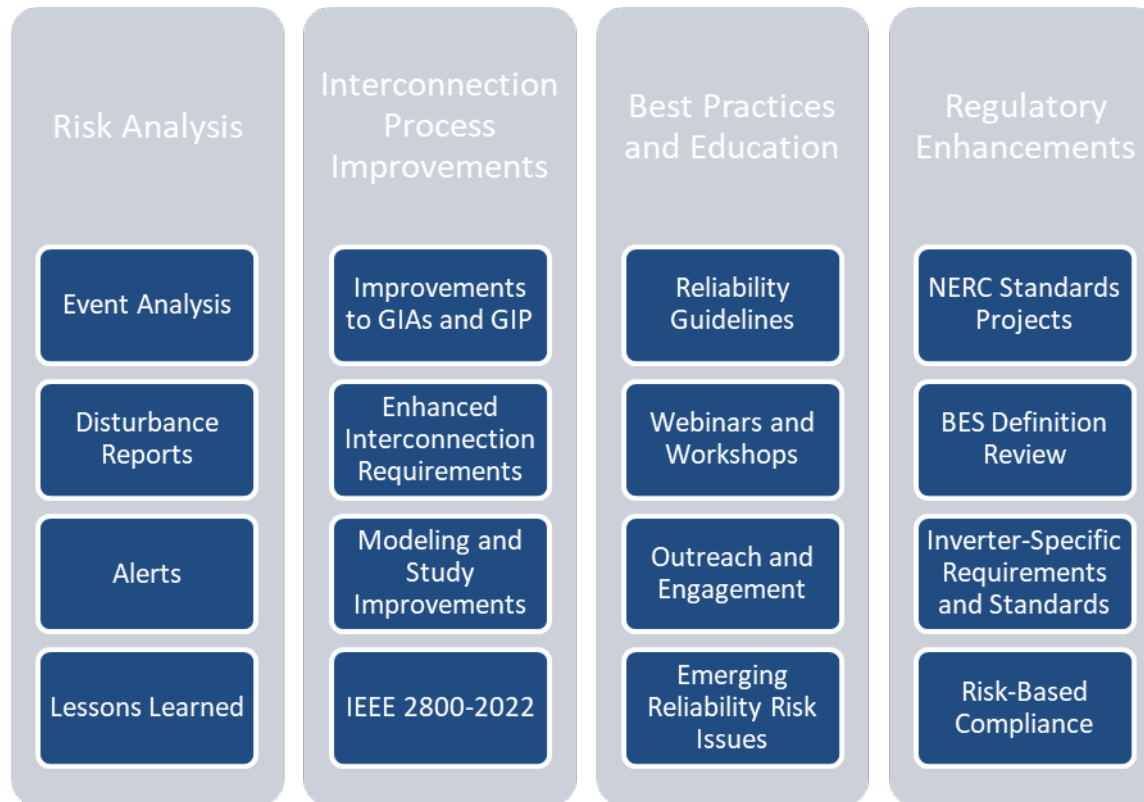 Risk Analysis
Event Analysis
Disturbance
Reports
Alerts
Lessons Learned
Interconnection
Process
Improvements
Improvements
to GIAs and GIP
Enhanced
Interconnection
Requirements
Modeling and
Study
Improvements
IEEE 2800-2022
Best Practices
and Education
Reliability
Guidelines
Webinars and
Workshops
Outreach and
Engagement
Emerging
Reliability Risk
Issues
Regulatory
Enhancements
NERC Standards
Projects
BES Definition
Review
Inverter-Specific
Requirements
and Standards
Risk-Based
Compliance